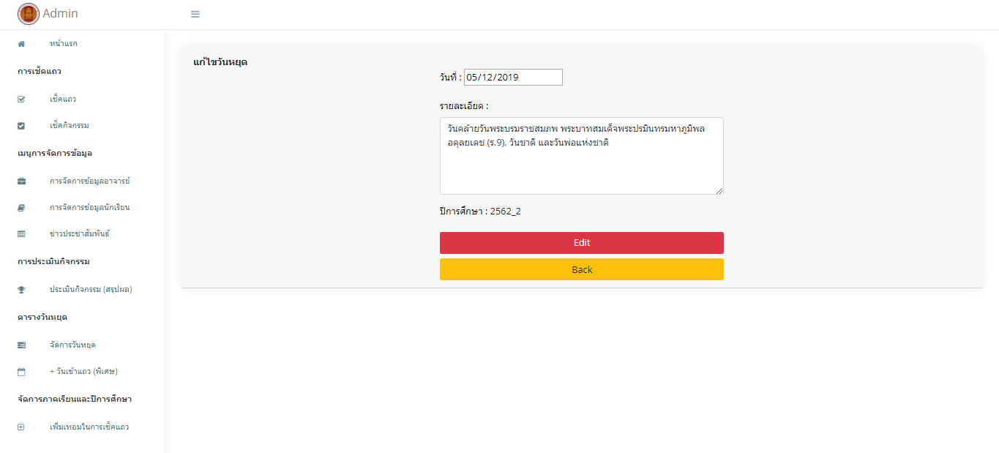 Admin
หน้าแรก
การเช็คแถว
เช็คแถว
เช็คกิจกรรม
เมนูการจัดการข้อมูล
การจัดการข้อมูลอาจารย์
การจัดการข้อมูลนักเรียน
ข่าวประชาสัมพันธ์
การประเมินกิจกรรม
ประเมินกิจกรรม (สรุปผล)
ตารางวันหยุด
จัดการวันหยุด
+ วันเข้าแถว (พิเศษ)
จัดการภาคเรียนและปีการศึกษา
เพิ่มเทอมในการเช็คแถว
แก้ไขวันหยุด
วันที่ : 05/12/2019
รายละเอียด :
วันคล้ายวันพระบรมราชสมภพ พระบาทสมเด็จพระปรมินทรมหาภูมิพล
อดุลยเดช (ร.9), วันชาติ และวันพ่อแห่งชาติ
ปีการศึกษา : 2562_2
Edit
Back